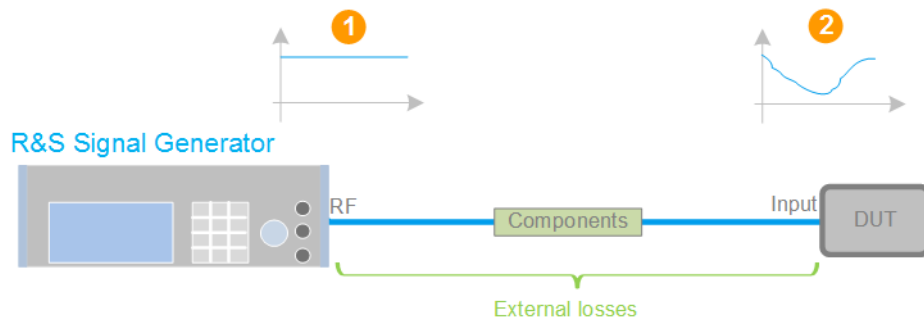 1
2
R&S Signal Generator
RF
Components
Input
DUT
External losses